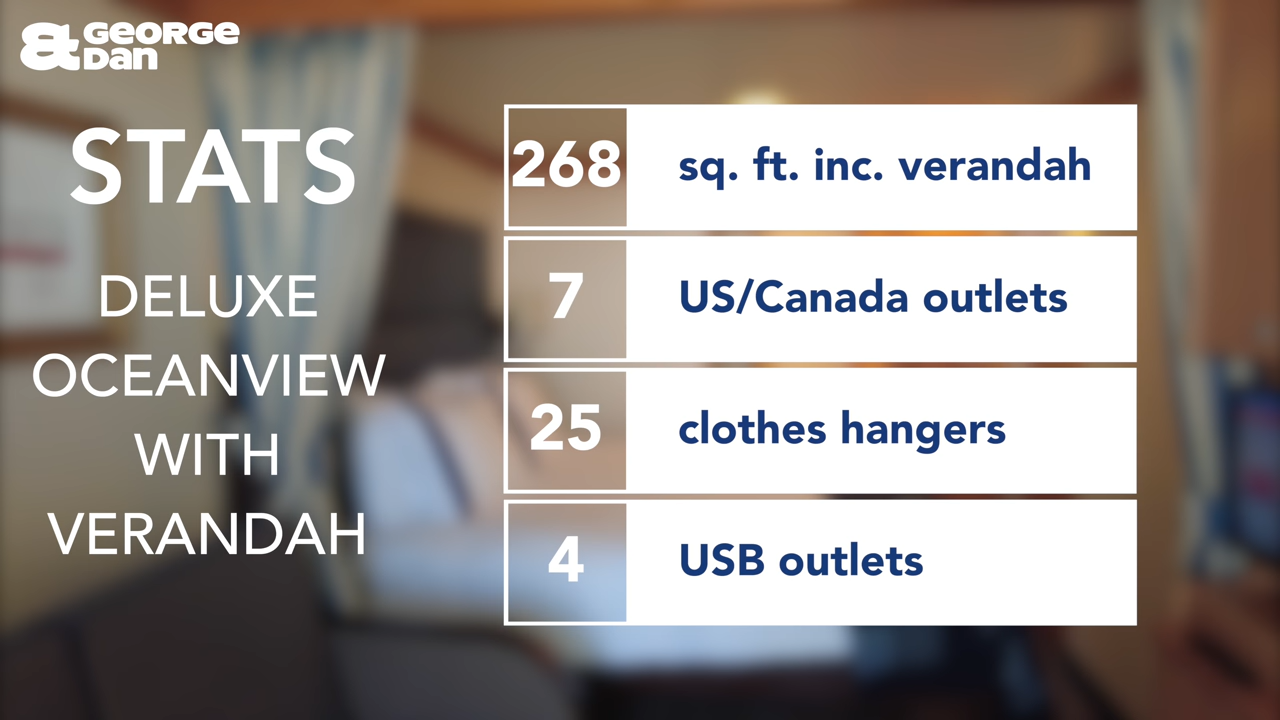 & GEORGE
Dan
STATS
DELUXE
OCEANVIEW
WITH
VERANDAH
268 sq. ft. inc. verandah
7 US/Canada outlets
25 clothes hangers
4 USB outlets